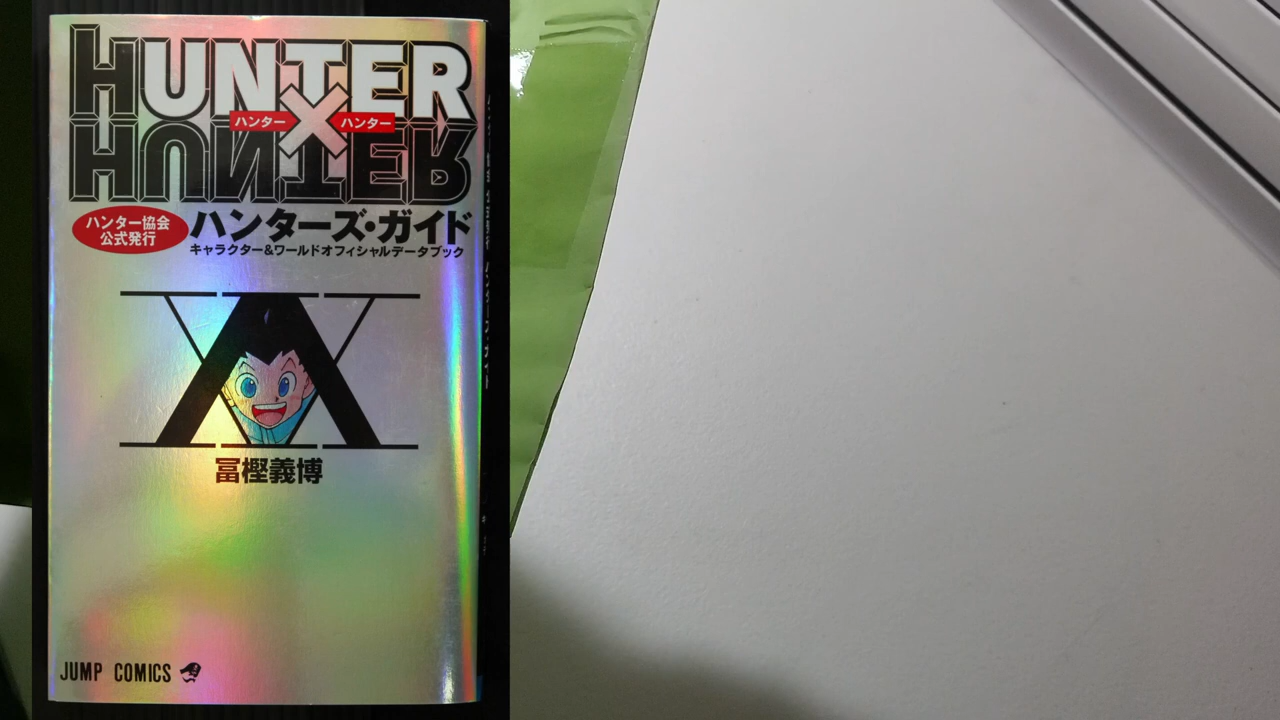 HUNTER
ハンター × ハンター
HUNTER
ハンター協会
公式発行
ハンターズ・ガイド
キャラクター&ワールドオフィシャルデータブック
冨樫義博
JUMP COMICS